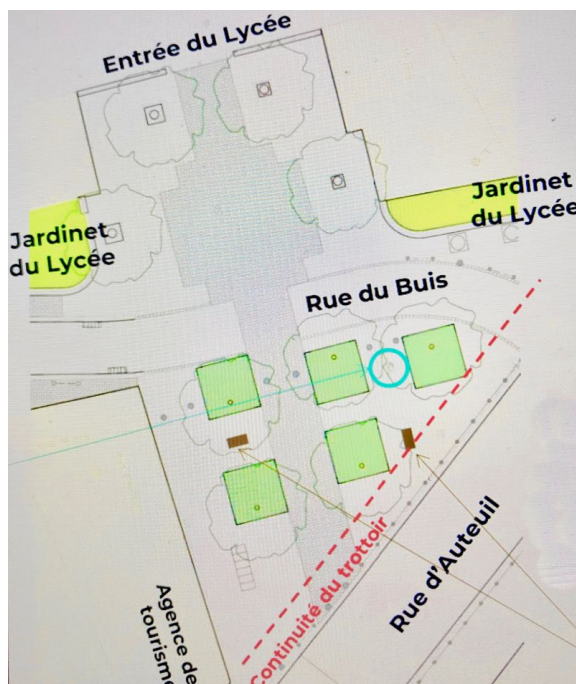 Entrée du Lycée
Jardinet
du Lycée
Jardinet
du Lycée
Rue du Buis
Continuité du trottoir
Rue d'Auteuil
Agence de
tourisme